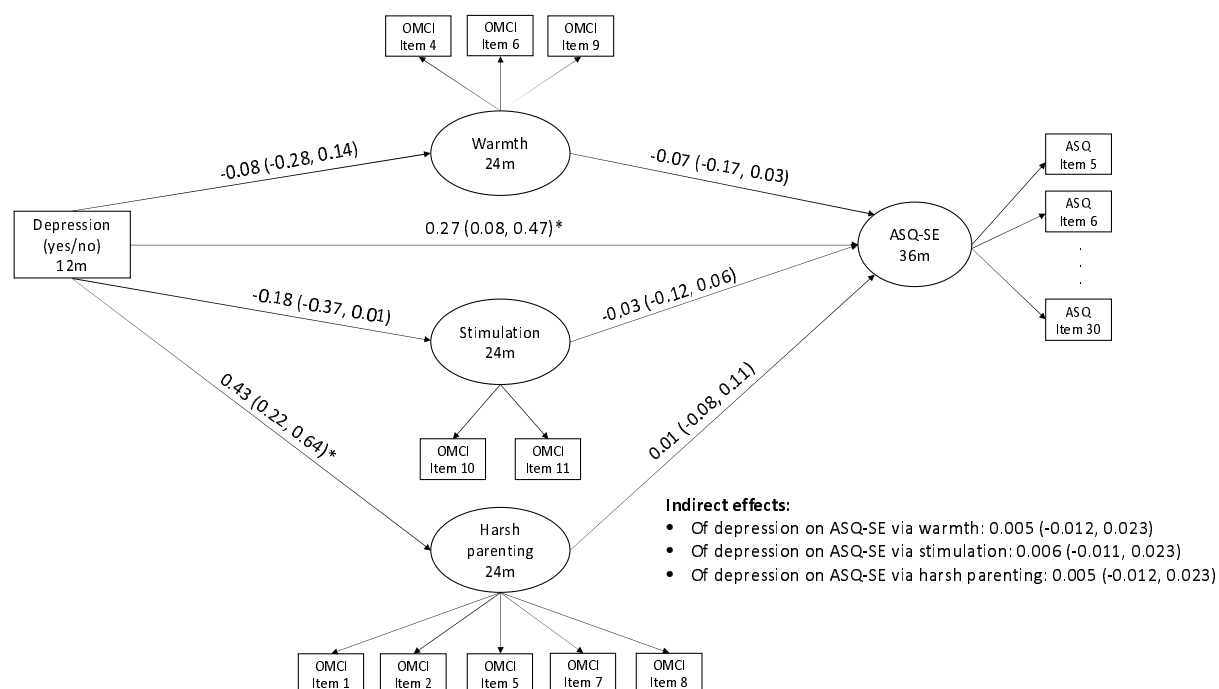 OMCI
Item 4
OMCI
Item 6
OMCI
Item 9
Warmth
24m
-0.08 (-0.28, 0.14)
-0.07 (-0.17, 0.03)
ASQ
Item 5
ASQ
Item 6
.
.
.
ASQ
Item 30
Depression
(yes/no)
12m
0.27 (0.08, 0.47)*
ASQ-SE
36m
-0.18 (-0.37, 0.01)
-0.03 (-0.12, 0.06)
Stimulation
24m
0.43 (0.22, 0.64)*
0.01 (-0.08, 0.11)
OMCI
Item 10
OMCI
Item 11
Harsh
parenting
24m
Indirect effects:
• Of depression on ASQ-SE via warmth: 0.005 (-0.012, 0.023)
• Of depression on ASQ-SE via stimulation: 0.006 (-0.011, 0.023)
• Of depression on ASQ-SE via harsh parenting: 0.005 (-0.012, 0.023)
OMCI
Item 1
OMCI
Item 2
OMCI
Item 5
OMCI
Item 7
OMCI
Item 8